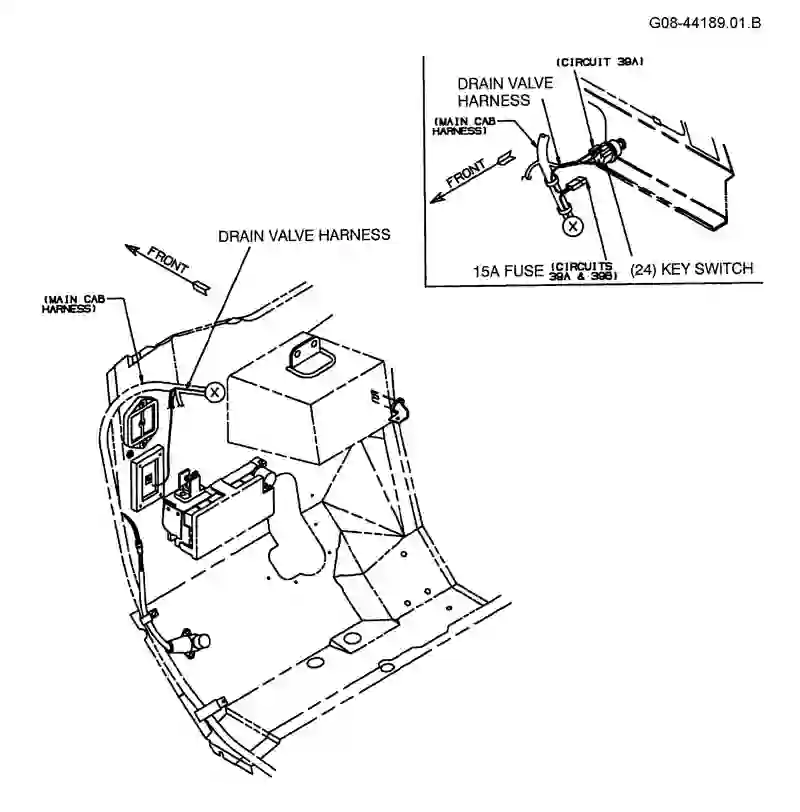 G08-44189.01.B
(CIRCUIT 39A)
DRAIN VALVE
HARNESS
(MAIN CAB
HARNESS)
FRONT
15A FUSE (CIRCUITS
39A & 39B)
(24) KEY SWITCH
DRAIN VALVE HARNESS
FRONT
(MAIN CAB
HARNESS)
X
X